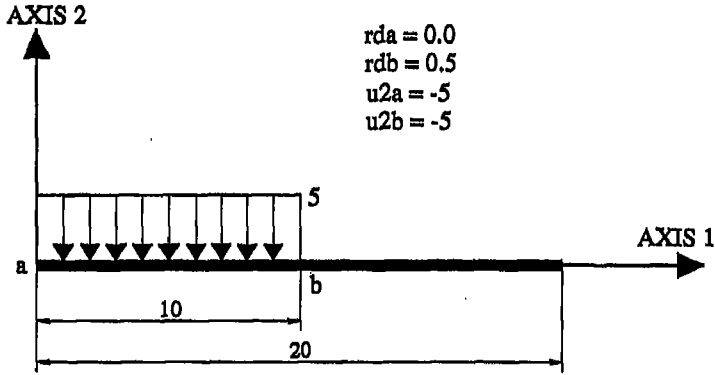 AXIS 2
rda = 0.0
rdb = 0.5
u2a = -5
u2b = -5
5
AXIS 1
a
b
10
20